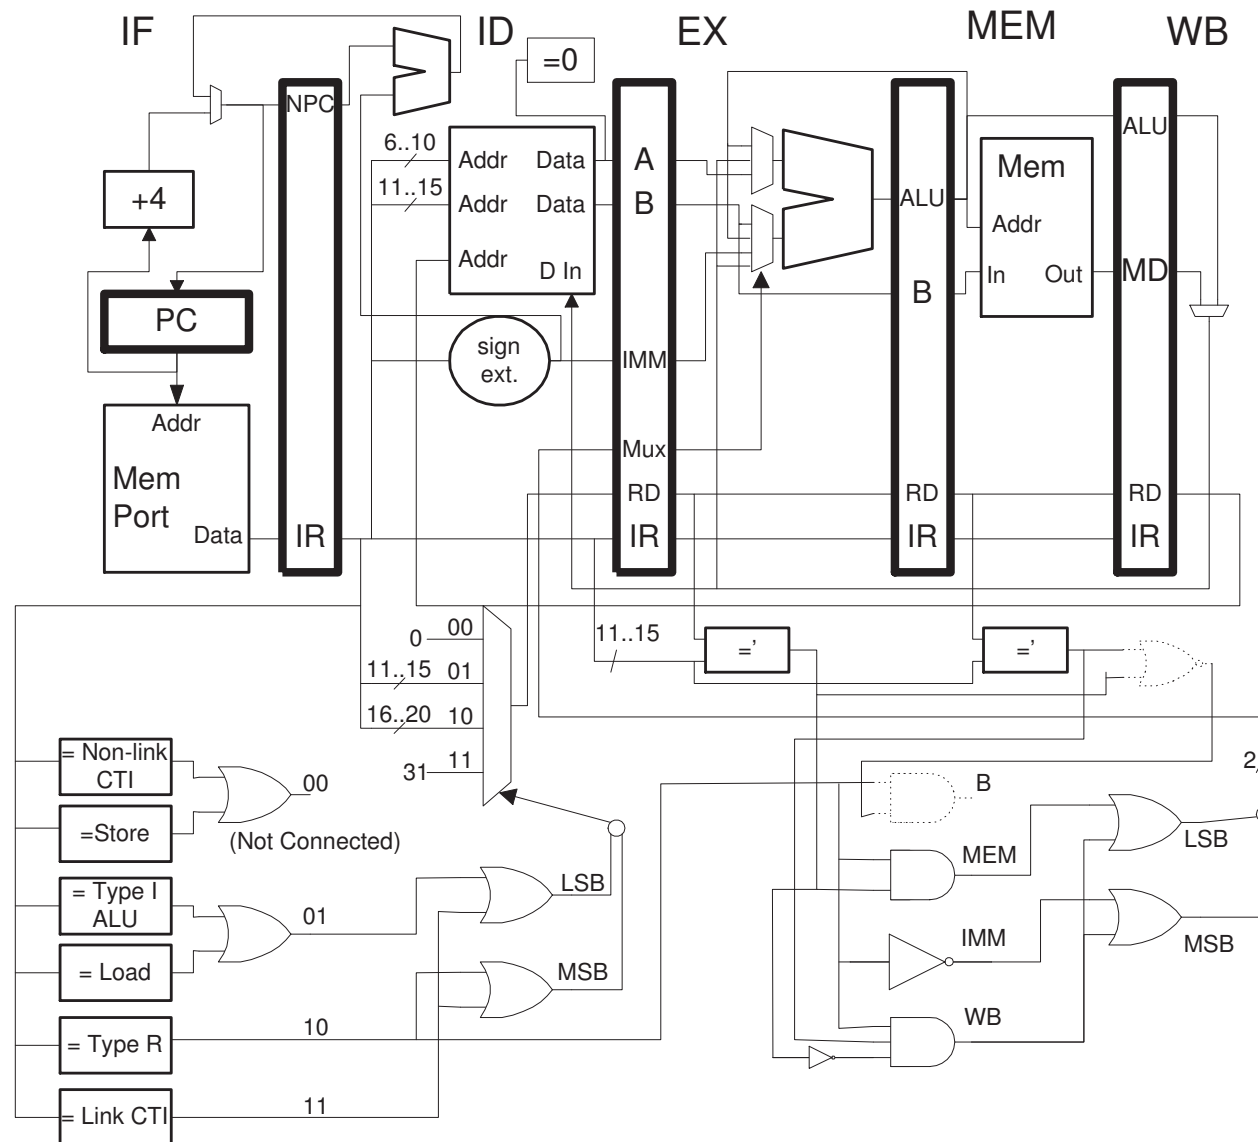 IF
ID
EX
MEM
WB
=0
NPC
+4
PC
Addr
Mem
Port
Data
IR
6..10
11..15
Addr
Data
Addr
Data
Addr
D In
sign
ext.
A
B
IMM
Mux
RD
IR
ALU
B
RD
IR
Mem
Addr
In
Out
ALU
MD
RD
IR
0
00
11..15
01
16..20
10
31
11
11..15
='
='
= Non-link
CTI
=Store
00
(Not Connected)
= Type I
ALU
= Load
01
= Type R
10
= Link CTI
11
LSB
MSB
B
MEM
IMM
WB
2
LSB
MSB